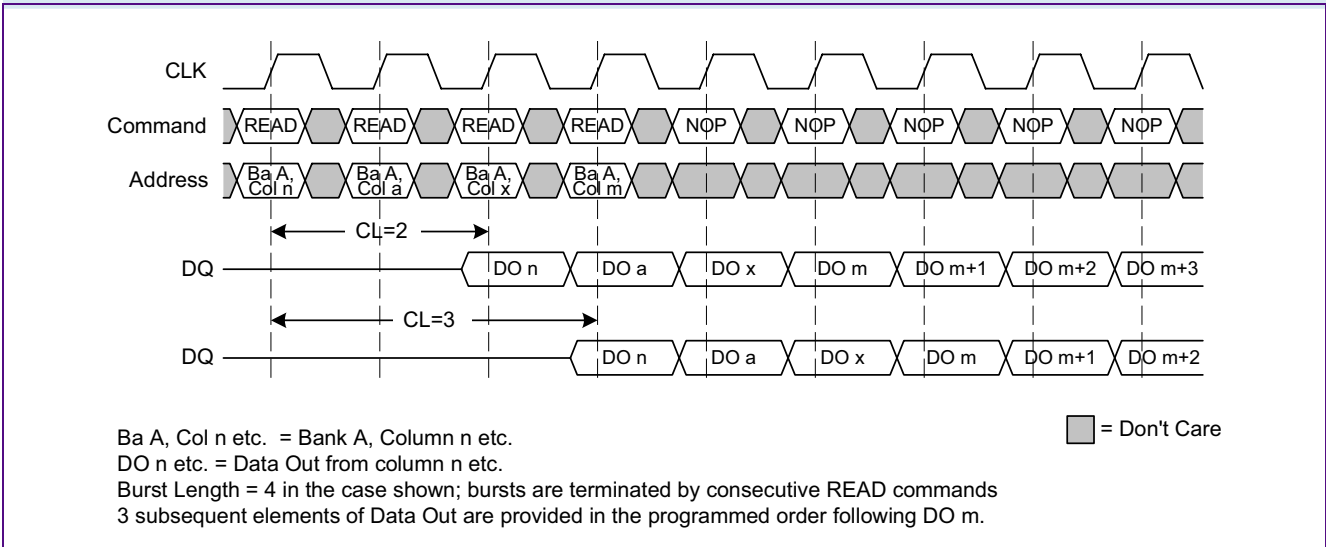 CLK
Command READ READ READ READ NOP NOP NOP NOP NOP
Address Ba A, Col n Ba A, Col a Ba A, Col x Ba A, Col m
CL=2
DQ DO n DO a DO x DO m DO m+1 DO m+2 DO m+3
CL=3
DQ DO n DO a DO x DO m DO m+1 DO m+2
Ba A, Col n etc. = Bank A, Column n etc.
= Don't Care
DO n etc. = Data Out from column n etc.
Burst Length = 4 in the case shown; bursts are terminated by consecutive READ commands
3 subsequent elements of Data Out are provided in the programmed order following DO m.